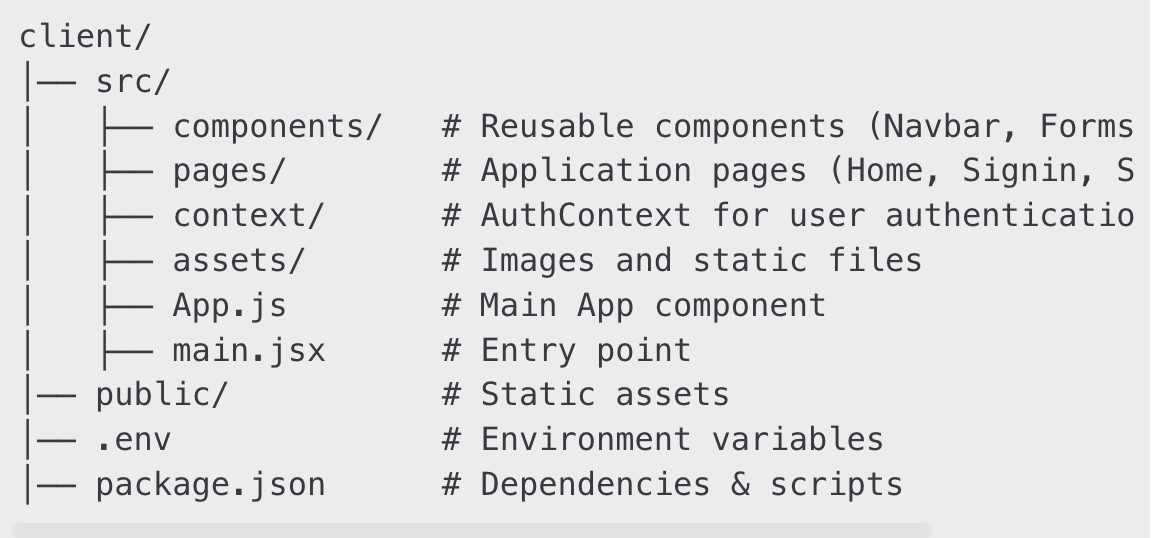 client/
│── src/
│   ├── components/   # Reusable components (Navbar, Forms
│   ├── pages/        # Application pages (Home, Signin, S
│   ├── context/      # AuthContext for user authenticatio
│   ├── assets/       # Images and static files
│   ├── App.js        # Main App component
│   ├── main.jsx      # Entry point
│── public/           # Static assets
│── .env              # Environment variables
│── package.json      # Dependencies & scripts